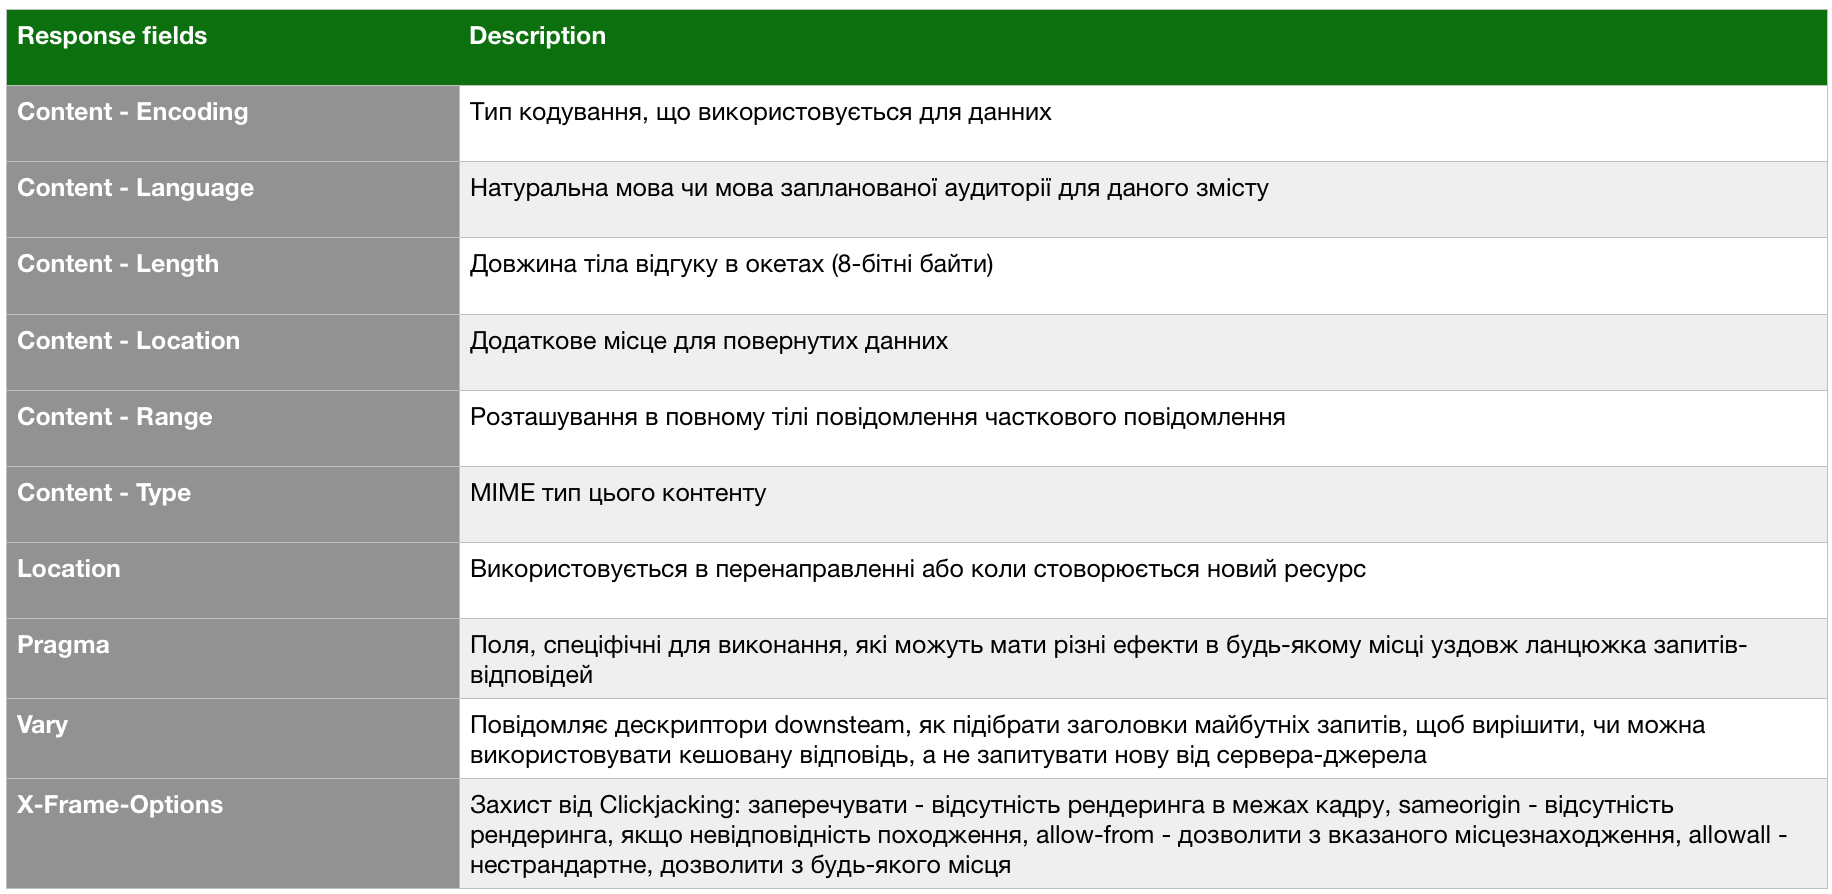 Response fields Description
Content - Encoding Тип кодування, що використовується для данних
Content - Language Натуральна мова чи мова запланованої аудиторії для даного змісту
Content - Length Довжина тіла відгуку в окетах (8-бітні байти)
Content - Location Додаткове місце для повернутих данних
Content - Range Розташування в повному тілі повідомлення часткового повідомлення
Content - Type MIME тип цього контенту
Location Використовується в перенаправленні або коли стоворюється новий ресурс
Pragma Поля, спеціфічні для виконання, які можуть мати різні ефекти в будь-якому місці уздовж ланцюжка запитів-
відповідей
Vary Повідомляє дескриптори downsteam, як підібрати заголовки майбутніх запитів, щоб вирішити, чи можна
використовувати кешовану відповідь, а не запитувати нову від сервера-джерела
X-Frame-Options Захист від Clickjacking: заперечувати - відсутність рендеринга в межах кадру, sameorigin - відсутність
рендеринга, якщо невідповідність походження, allow-from - дозволити з вказаного місцезнаходження, allowall -
нестрандартне, дозволити з будь-якого місця